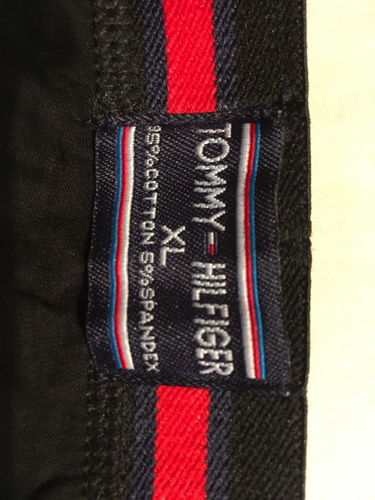 TOMMY HILFIGER
XL
95% COTTON 5% SPANDEX